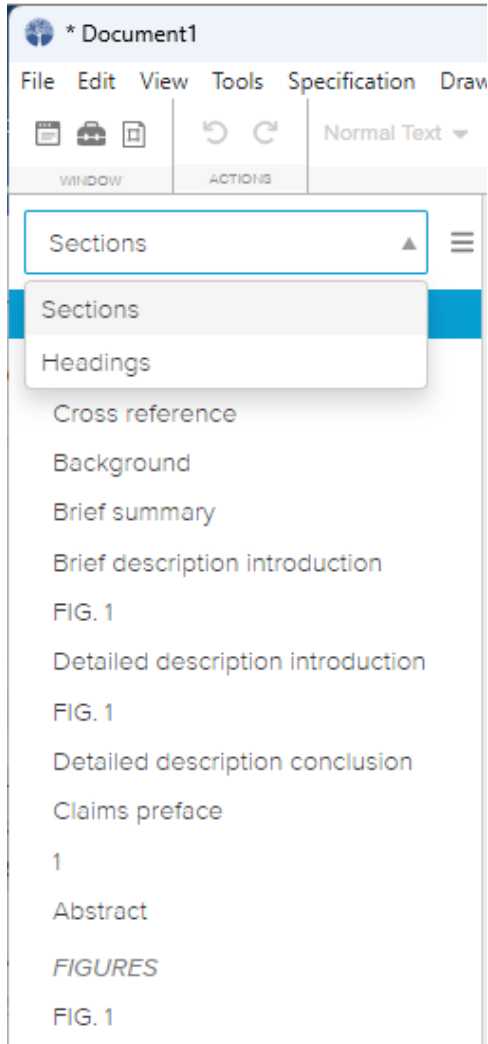 * Document1
File Edit View Tools Specification Draw
Normal Text
WINDOW ACTIONS
Sections
Sections
Headings
Cross reference
Background
Brief summary
Brief description introduction
FIG. 1
Detailed description introduction
FIG. 1
Detailed description conclusion
Claims preface
1
Abstract
FIGURES
FIG. 1